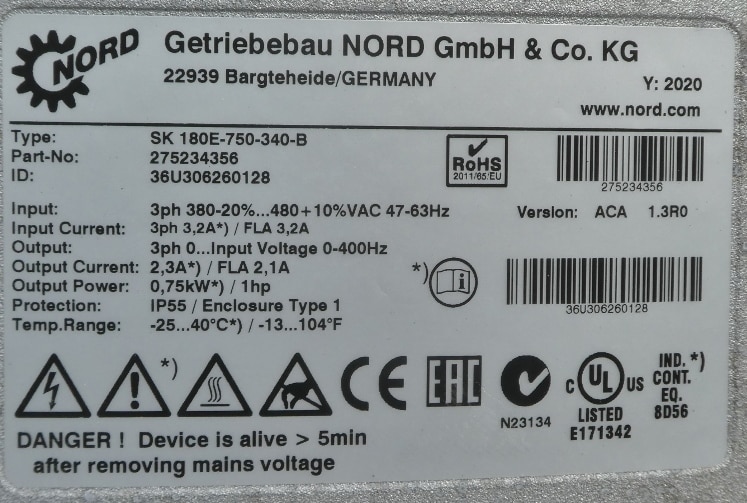 NORD
Getriebebau NORD GmbH & Co. KG
22939 Bargteheide/GERMANY
Y: 2020
www.nord.com
Type: SK 180E-750-340-B
Part-No: 275234356
ID: 36U306260128
RoHS
2011/65/EU
275234356
Input: 3ph 380-20%...480+10%VAC 47-63Hz
Version: ACA 1.3R0
Input Current: 3ph 3,2A*) / FLA 3,2A
Output: 3ph 0...Input Voltage 0-400Hz
Output Current: 2,3A*) / FLA 2,1A
*)
Output Power: 0,75kW*) / 1hp
Protection: IP55 / Enclosure Type 1
36U306260128
Temp.Range: -25...40°C*) / -13...104°F
*)
CE
EAC
N23134
C UL US
LISTED
E171342
IND. *)
CONT.
EQ.
8D56
DANGER ! Device is alive > 5min
after removing mains voltage